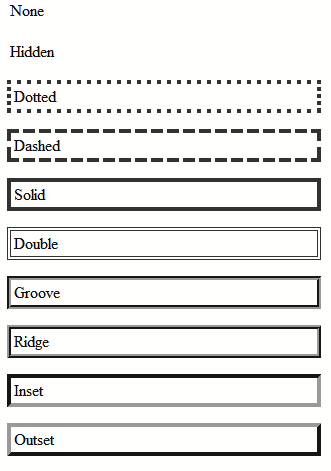 None
Hidden
Dotted
Dashed
Solid
Double
Groove
Ridge
Inset
Outset